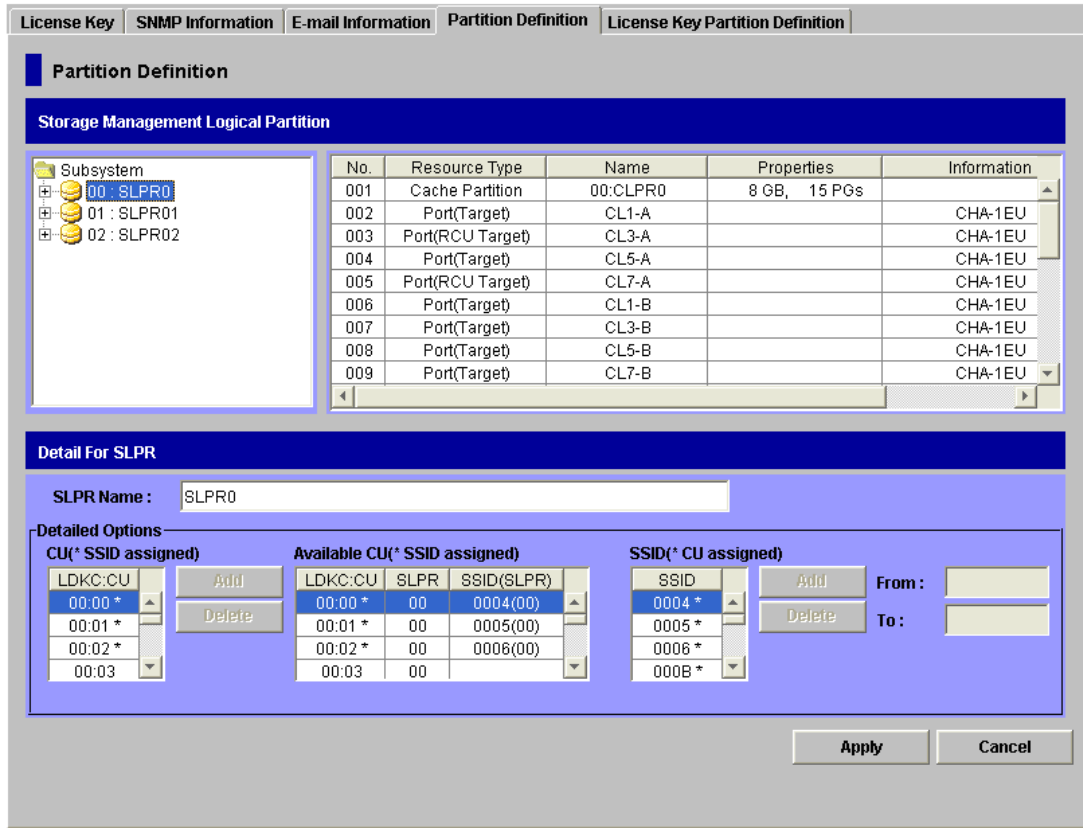 License Key SNMP Information E-mail Information Partition Definition License Key Partition Definition
Partition Definition
Storage Management Logical Partition
Subsystem
00 : SLPR0
01 : SLPR01
02 : SLPR02
No. Resource Type Name Properties Information
001 Cache Partition 00:CLPR0 8 GB, 15 PGs
002 Port(Target) CL1-A CHA-1EU
003 Port(RCU Target) CL3-A CHA-1EU
004 Port(Target) CL5-A CHA-1EU
005 Port(RCU Target) CL7-A CHA-1EU
006 Port(Target) CL1-B CHA-1EU
007 Port(Target) CL3-B CHA-1EU
008 Port(Target) CL5-B CHA-1EU
009 Port(Target) CL7-B CHA-1EU
Detail For SLPR
SLPR Name : SLPR0
Detailed Options
CU(* SSID assigned)
LDKC:CU
00:00 *
00:01 *
00:02 *
00:03
Add
Delete
Available CU(* SSID assigned)
LDKC:CU SLPR SSID(SLPR)
00:00 * 00 0004(00)
00:01 * 00 0005(00)
00:02 * 00 0006(00)
00:03 00
SSID(* CU assigned)
SSID
0004 *
0005 *
0006 *
000B *
Add
Delete
From :
To :
Apply Cancel